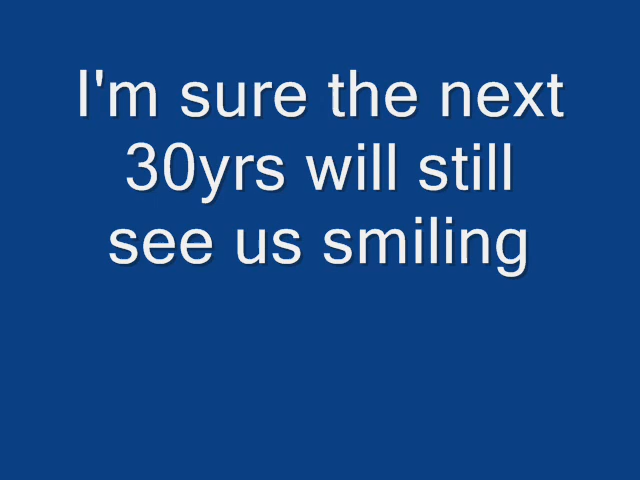 I'm sure the next
30yrs will still
see us smiling